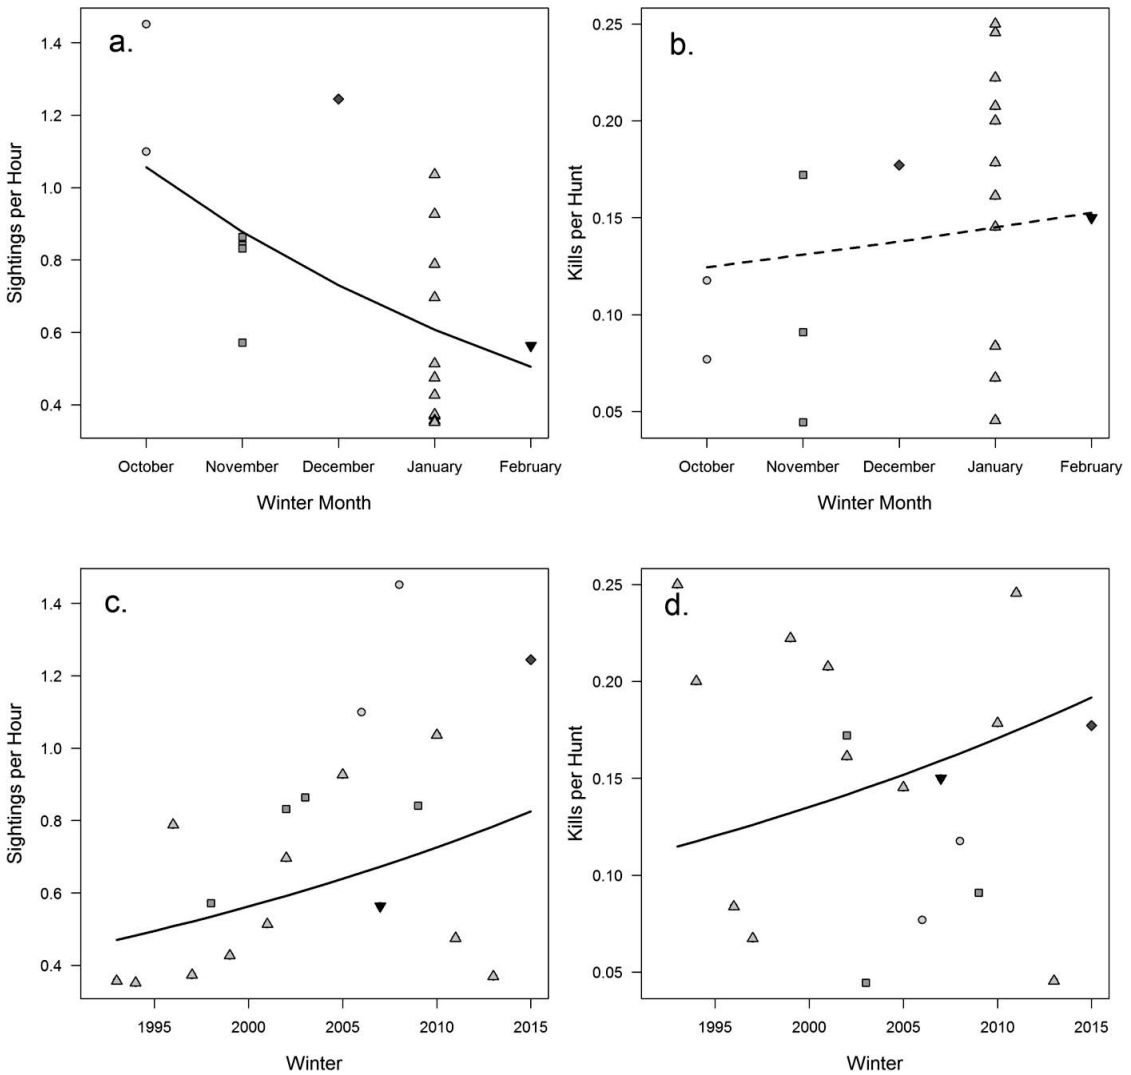 a.
1.4
1.2
1.0
0.8
0.6
0.4
Sightings per Hour
October November December January February
Winter Month
b.
0.25
0.20
0.15
0.10
0.05
Kills per Hunt
October November December January February
Winter Month
c.
1.4
1.2
1.0
0.8
0.6
0.4
Sightings per Hour
1995 2000 2005 2010 2015
Winter
d.
0.25
0.20
0.15
0.10
0.05
Kills per Hunt
1995 2000 2005 2010 2015
Winter